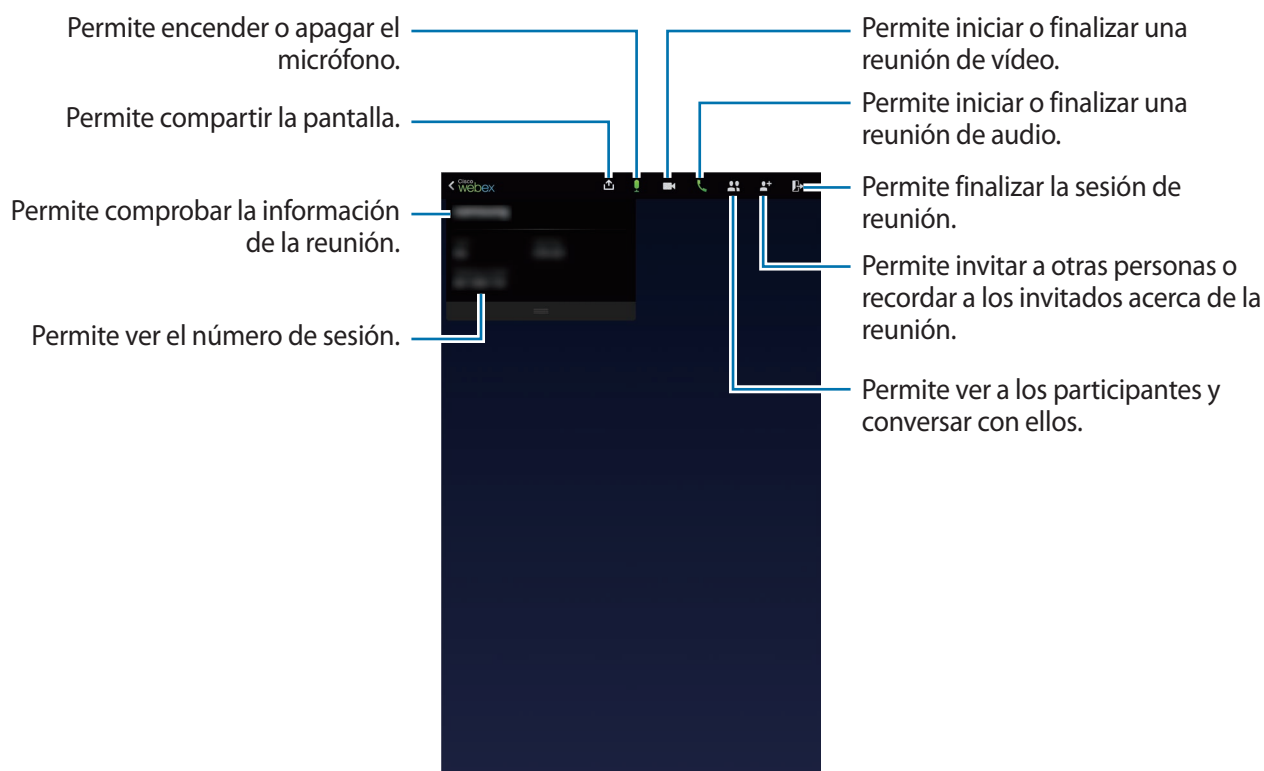 Permite encender o apagar el
micrófono.
Permite compartir la pantalla.
Permite comprobar la información
de la reunión.
Permite ver el número de sesión.
Cisco
webex
Permite iniciar o finalizar una
reunión de vídeo.
Permite iniciar o finalizar una
reunión de audio.
Permite finalizar la sesión de
reunión.
Permite invitar a otras personas o
recordar a los invitados acerca de la
reunión.
Permite ver a los participantes y
conversar con ellos.